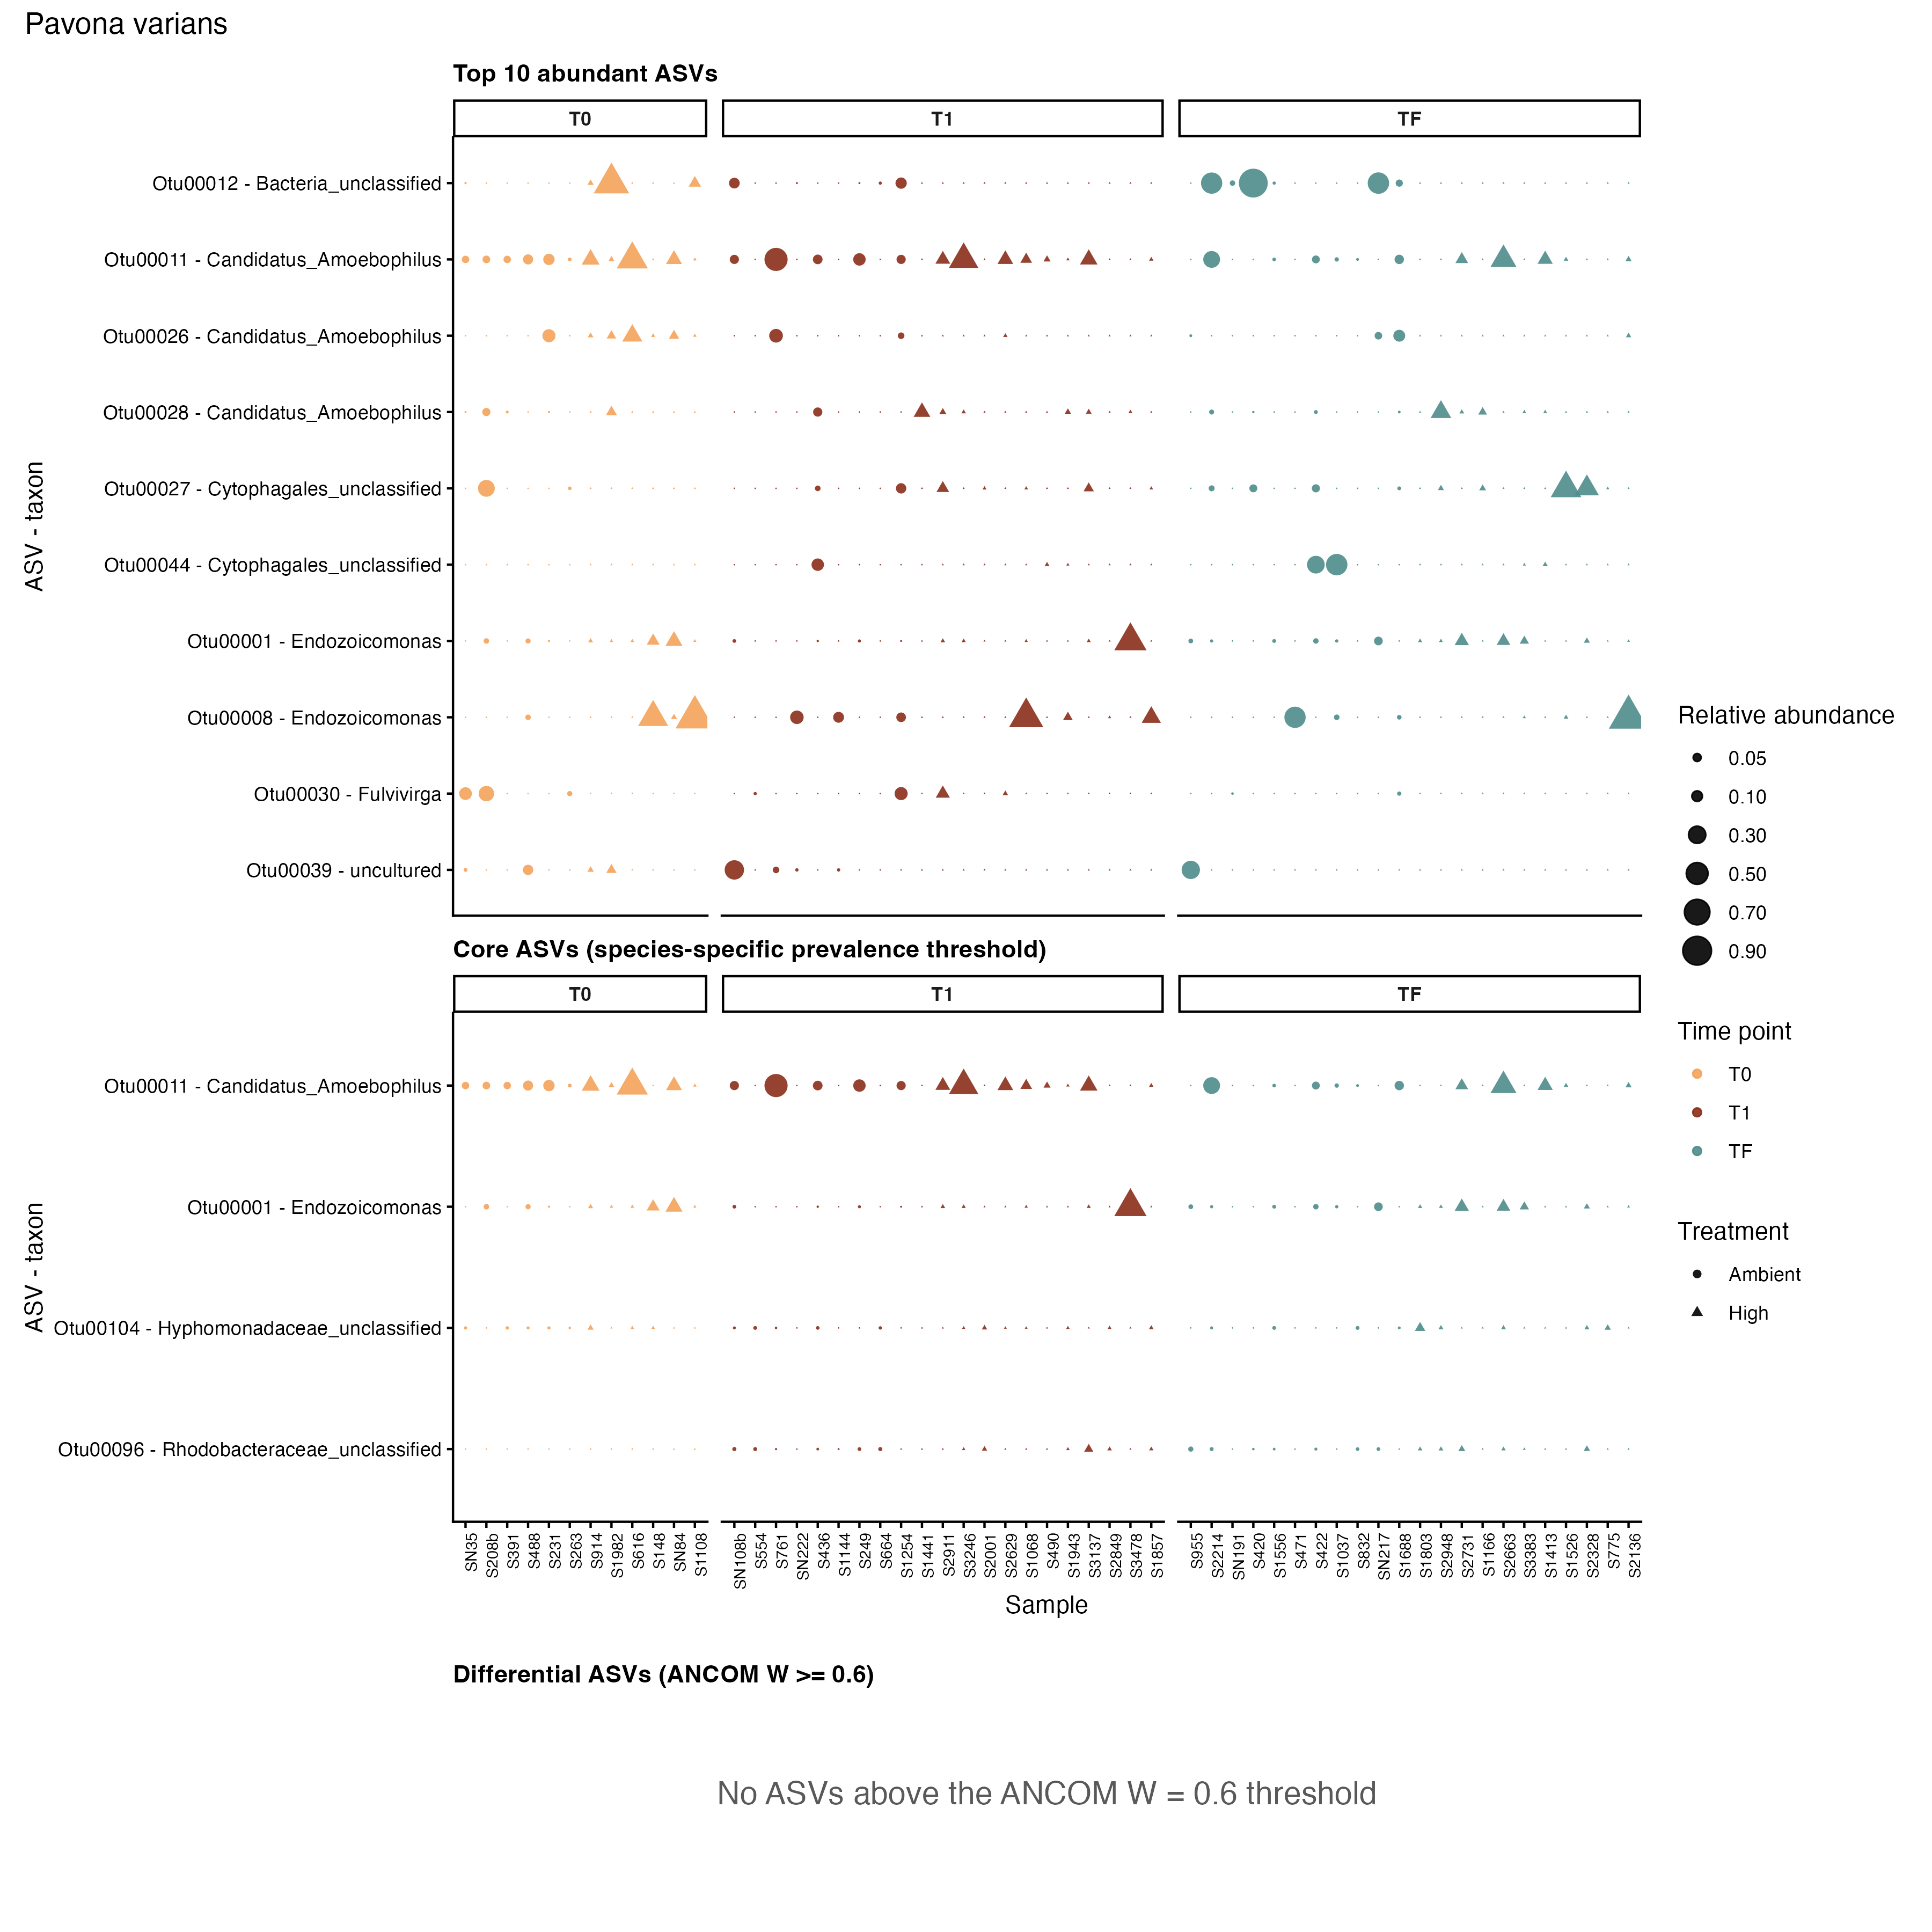 Pavona varians
Top 10 abundant ASVs
T0
T1
TF
ASV - taxon
Otu00012 - Bacteria_unclassified
Otu00011 - Candidatus_Amoebophilus
Otu00026 - Candidatus_Amoebophilus
Otu00028 - Candidatus_Amoebophilus
Otu00027 - Cytophagales_unclassified
Otu00044 - Cytophagales_unclassified
Otu00001 - Endozoicomonas
Otu00008 - Endozoicomonas
Otu00030 - Fulvivirga
Otu00039 - uncultured
Core ASVs (species-specific prevalence threshold)
T0
T1
TF
ASV - taxon
Otu00011 - Candidatus_Amoebophilus
Otu00001 - Endozoicomonas
Otu00104 - Hyphomonadaceae_unclassified
Otu00096 - Rhodobacteraceae_unclassified
SN35
S208b
S391
S488
S231
S263
S914
S1982
S616
S148
SN84
S1108
SN108b
S554
S761
SN222
S436
S1144
S249
S664
S1254
S1441
S2911
S3246
S2001
S2629
S1068
S490
S1943
S3137
S2849
S3478
S1857
S955
S2214
SN191
S420
S1556
S471
S422
S1037
S832
SN217
S1688
S1803
S2948
S2731
S1166
S2663
S3383
S1413
S1526
S2328
S775
S2136
Sample
Relative abundance
0.05
0.10
0.30
0.50
0.70
0.90
Time point
T0
T1
TF
Treatment
Ambient
High
Differential ASVs (ANCOM W >= 0.6)
No ASVs above the ANCOM W = 0.6 threshold